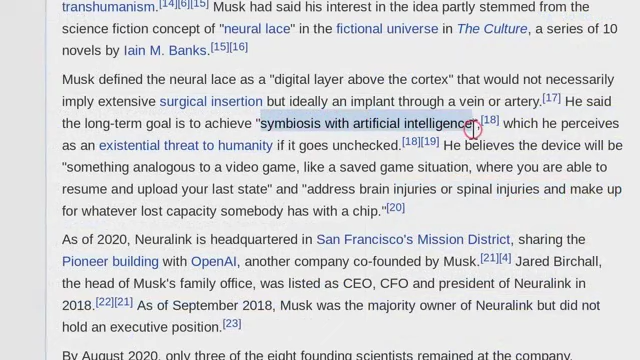 transhumanism.[14][6][15] Musk had said his interest in the idea partly stemmed from the
science fiction concept of "neural lace" in the fictional universe in The Culture, a series of 10
novels by Iain M. Banks.[15][16]
Musk defined the neural lace as a "digital layer above the cortex" that would not necessarily
imply extensive surgical insertion but ideally an implant through a vein or artery.[17] He said
the long-term goal is to achieve "symbiosis with artificial intelligence",[18] which he perceives
as an existential threat to humanity if it goes unchecked.[18][19] He believes the device will be
"something analogous to a video game, like a saved game situation, where you are able to
resume and upload your last state" and "address brain injuries or spinal injuries and make up
for whatever lost capacity somebody has with a chip."[20]
As of 2020, Neuralink is headquartered in San Francisco's Mission District, sharing the
Pioneer building with OpenAI, another company co-founded by Musk.[21][4] Jared Birchall,
the head of Musk's family office, was listed as CEO, CFO and president of Neuralink in
2018.[22][21] As of September 2018, Musk was the majority owner of Neuralink but did not
hold an executive position.[23]
By August 2020, only three of the eight founding scientists remained at the company,